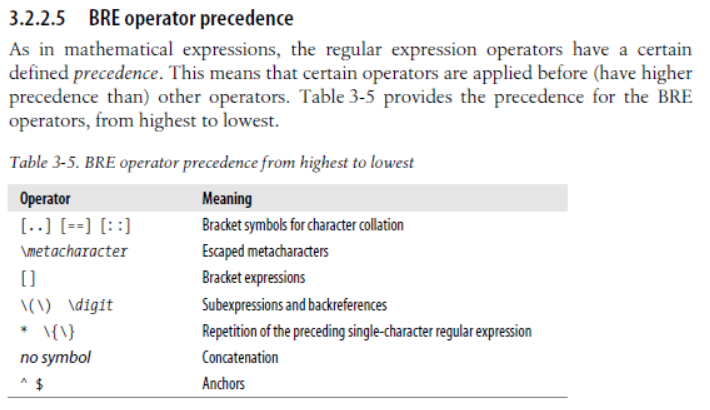 3.2.2.5 BRE operator precedence
As in mathematical expressions, the regular expression operators have a certain
defined precedence. This means that certain operators are applied before (have higher
precedence than) other operators. Table 3-5 provides the precedence for the BRE
operators, from highest to lowest.
Table 3-5. BRE operator precedence from highest to lowest
Operator Meaning
[..] [==] [::] Bracket symbols for character collation
\metacharacter Escaped metacharacters
[] Bracket expressions
\(\) \digit Subexpressions and backreferences
* \{\} Repetition of the preceding single-character regular expression
no symbol Concatenation
^ $ Anchors